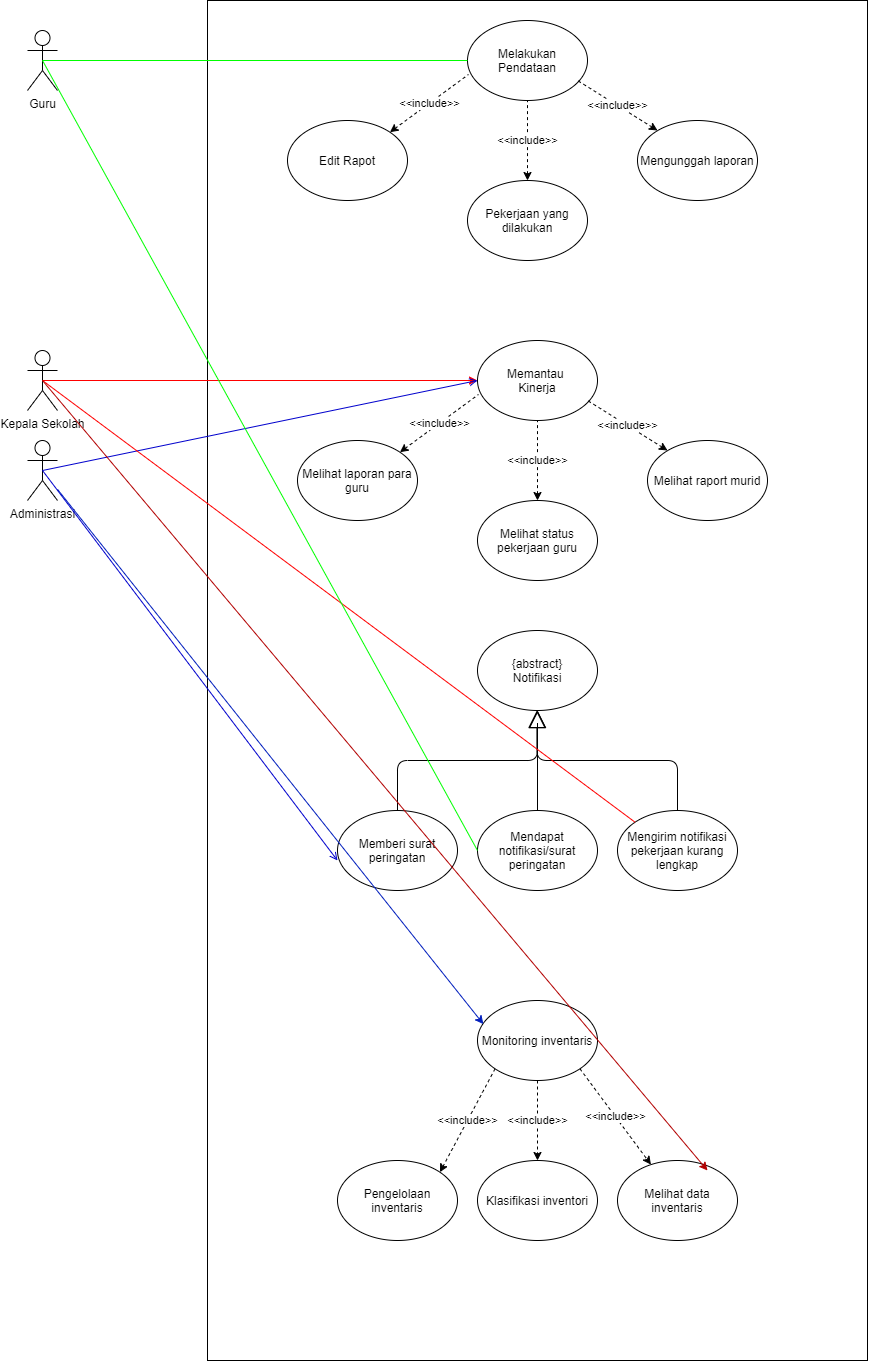 Guru
Melakukan
Pendataan
<<include>>
<<include>>
<<include>>
Edit Rapot
Mengunggah laporan
Pekerjaan yang
dilakukan
Kepala Sekolah
Memantau
Kinerja
<<include>>
<<include>>
<<include>>
Administrasi
Melihat laporan para
guru
Melihat raport murid
Melihat status
pekerjaan guru
{abstract}
Notifikasi
Memberi surat
peringatan
Mendapat
notifikasi/surat
peringatan
Mengirim notifikasi
pekerjaan kurang
lengkap
Monitoring inventaris
<<include>>
<<include>>
<<include>>
Pengelolaan
inventaris
Klasifikasi inventori
Melihat data
inventaris